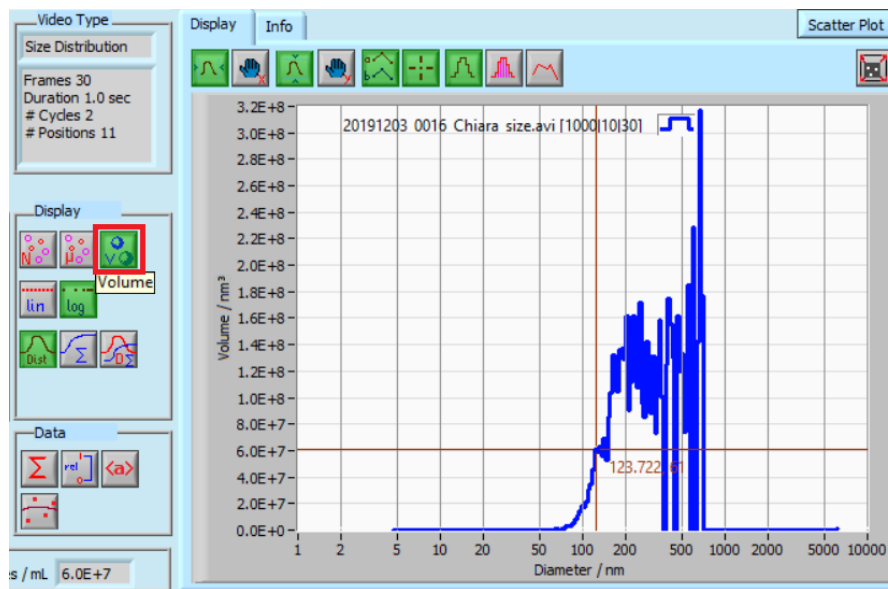 Video Type
Size Distribution
Frames 30
Duration 1.0 sec
# Cycles 2
# Positions 11
Display
N
μ
V
Volume
lin
log
Dist
Σ
DΣ
Data
Σ
rel
0
<a>
s / mL 6.0E+7
Display Info
Scatter Plot
x
20191203 0016 Chiara size.avi [1000|10|30]
3.2E+8
3.0E+8
2.8E+8
2.6E+8
2.4E+8
2.2E+8
2.0E+8
1.8E+8
1.6E+8
1.4E+8
1.2E+8
1.0E+8
8.0E+7
6.0E+7
4.0E+7
2.0E+7
0.0E+0
Volume / nm³
123.722
1 2 5 10 20 50 100 200 500 1000 2000 5000 10000
Diameter / nm